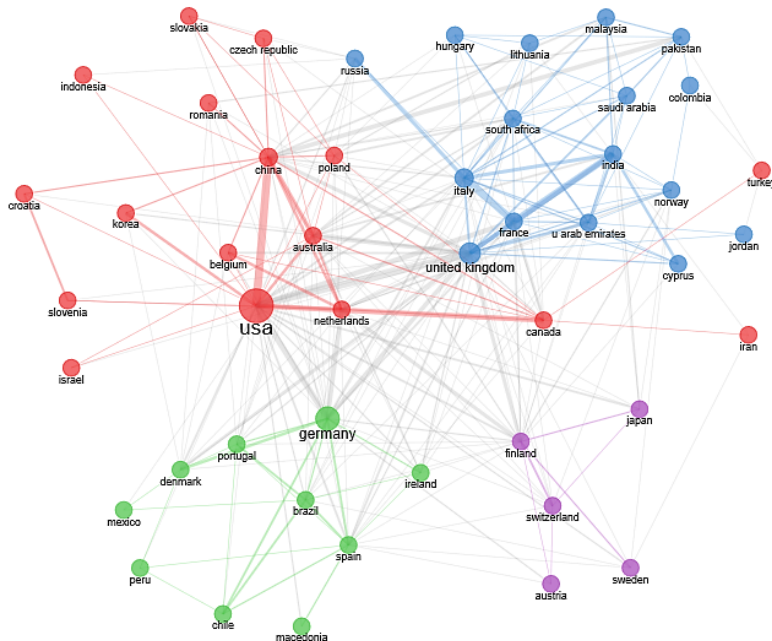 slovakia
malaysia
hungary
pakistan
czech republic
lithuania
russia
indonesia
colombia
saudi arabia
romania
south africa
poland
india
china
turkey
italy
croatia
norway
korea
france
u arab emirates
australia
jordan
belgium
united kingdom
cyprus
slovenia
netherlands
usa
canada
iran
israel
japan
germany
portugal
finland
denmark
ireland
brazil
mexico
switzerland
spain
peru
sweden
austria
chile
macedonia